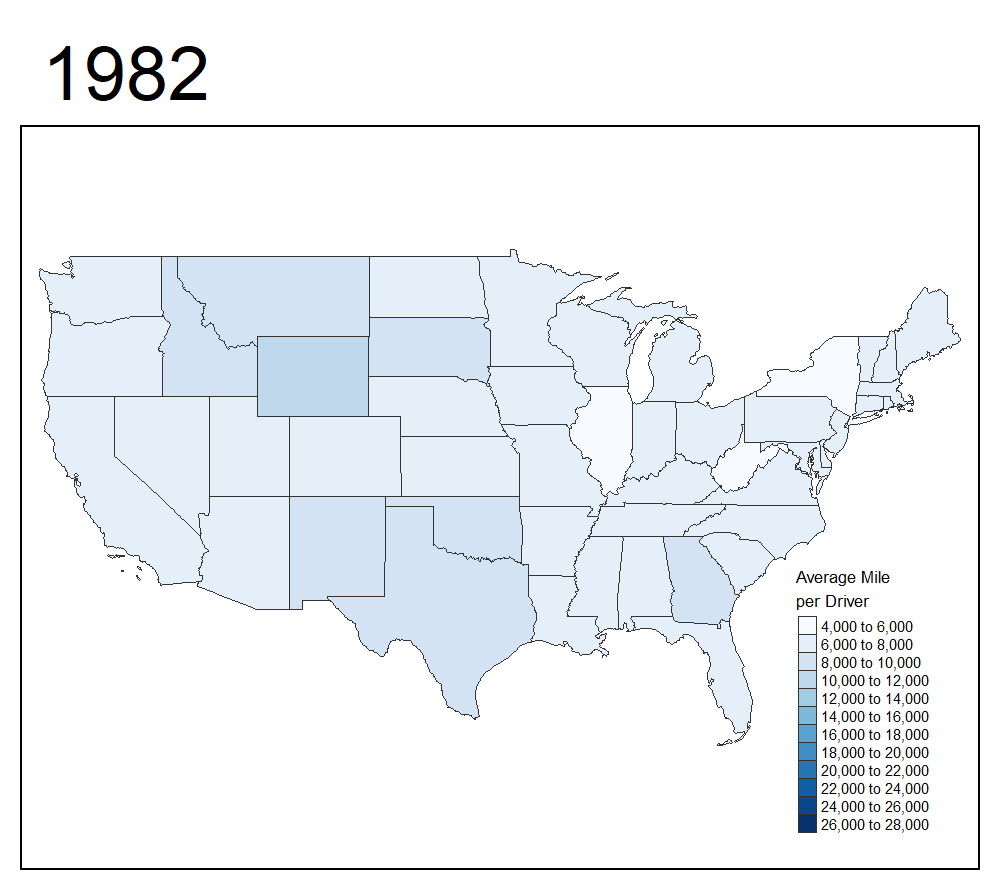 1982
Average Mile
per Driver
4,000 to 6,000
6,000 to 8,000
8,000 to 10,000
10,000 to 12,000
12,000 to 14,000
14,000 to 16,000
16,000 to 18,000
18,000 to 20,000
20,000 to 22,000
22,000 to 24,000
24,000 to 26,000
26,000 to 28,000